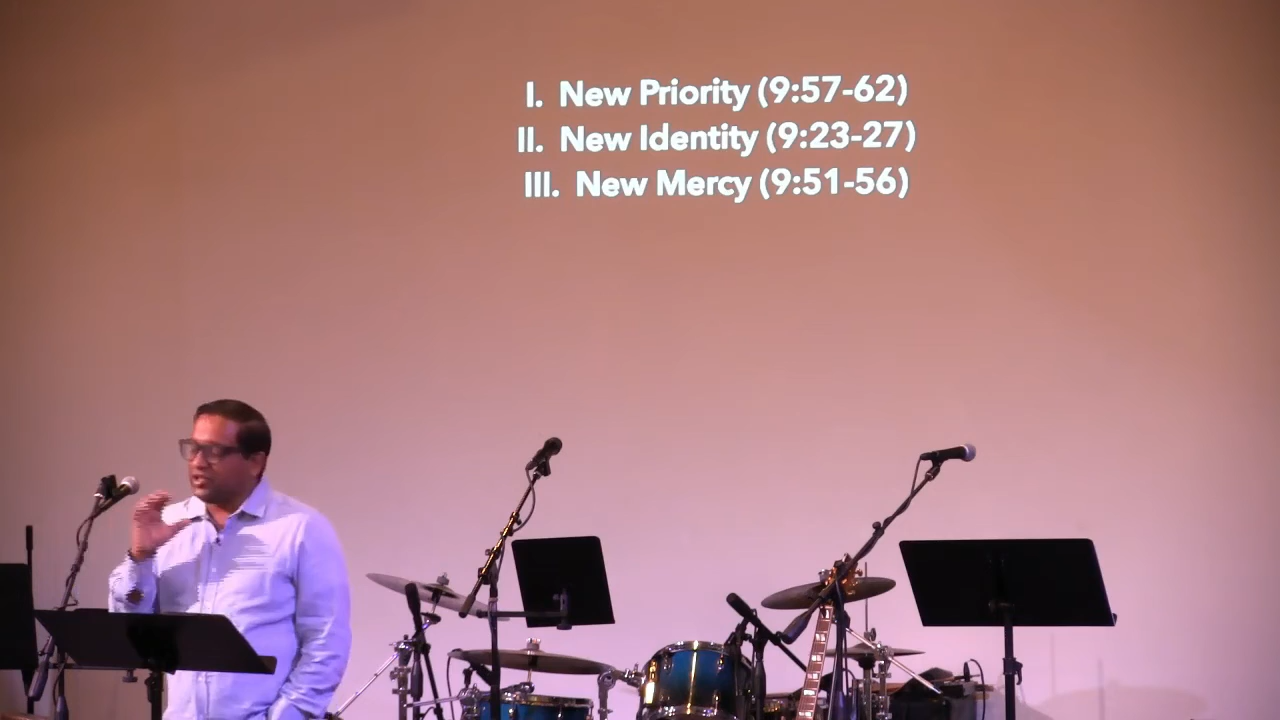 I. New Priority (9:57-62)
II. New Identity (9:23-27)
III. New Mercy (9:51-56)